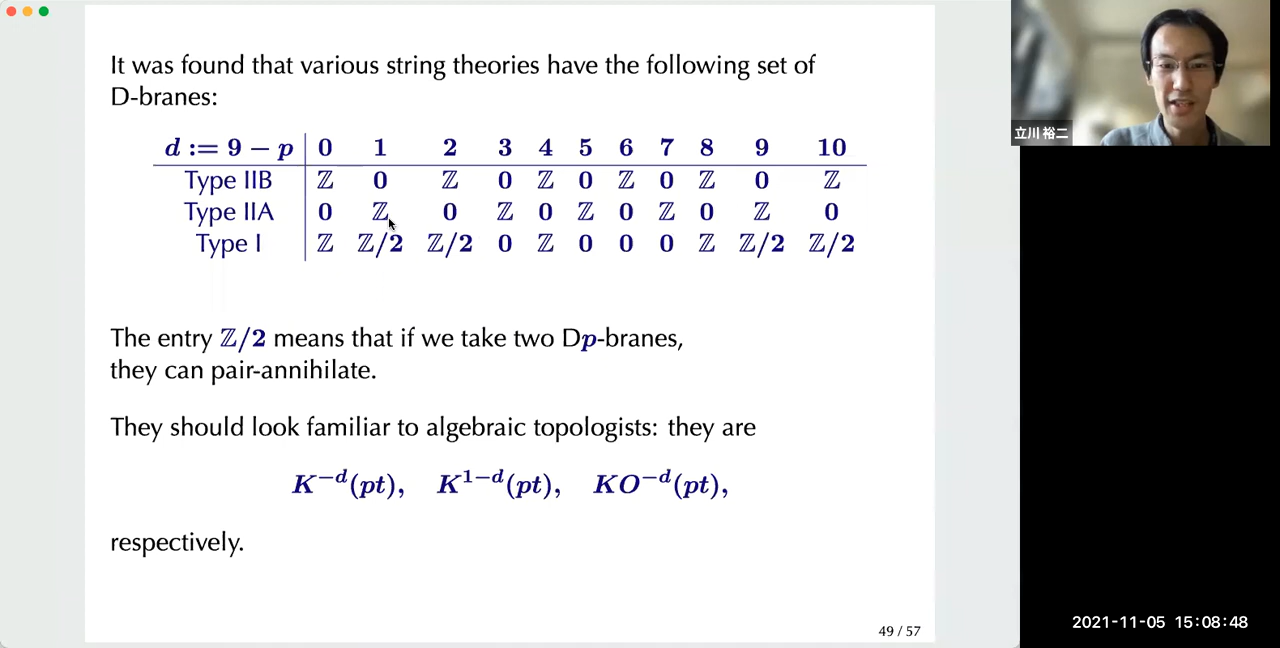 It was found that various string theories have the following set of
D-branes:
d := 9 − p 0 1 2 3 4 5 6 7 8 9 10
Type IIB ℤ 0 ℤ 0 ℤ 0 ℤ 0 ℤ 0 ℤ
Type IIA 0 ℤ 0 ℤ 0 ℤ 0 ℤ 0 ℤ 0
Type I ℤ ℤ/2 ℤ/2 0 ℤ 0 0 0 ℤ ℤ/2 ℤ/2
The entry ℤ/2 means that if we take two Dp-branes,
they can pair-annihilate.
They should look familiar to algebraic topologists: they are
K⁻ᵈ(pt), K¹⁻ᵈ(pt), KO⁻ᵈ(pt),
respectively.
49 / 57
立川 裕二
2021-11-05 15:08:48